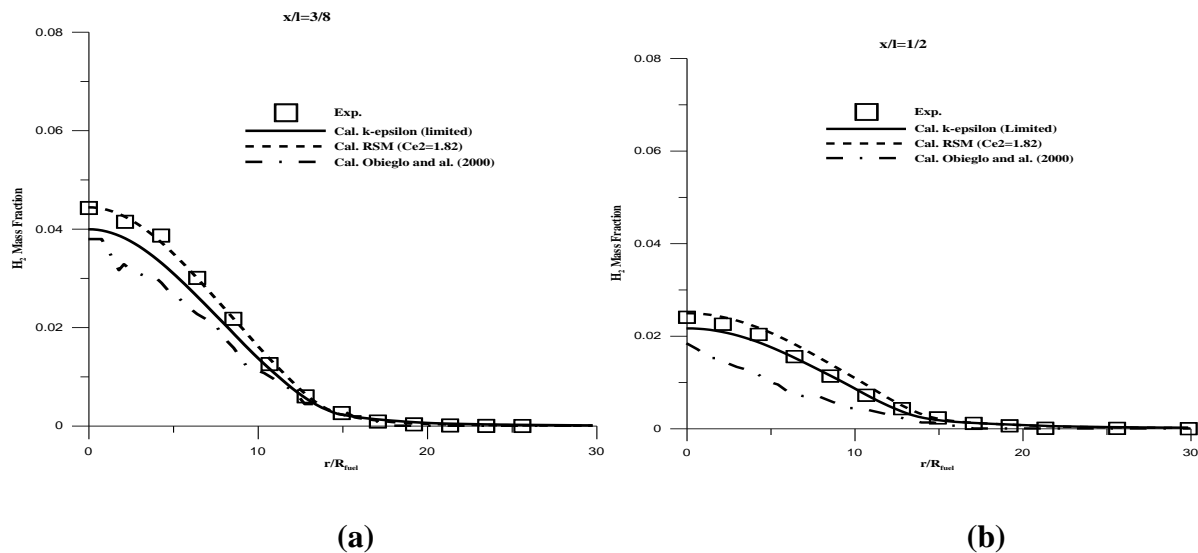 x/l=3/8
0.08
0.06
0.04
0.02
0
H₂ Mass Fraction
Exp.
Cal. k-epsilon (limited)
Cal. RSM (Ce2=1.82)
Cal. Obieglo and al. (2000)
0 10 20 30
r/R_fuel
(a)
x/l=1/2
0.08
0.06
0.04
0.02
0
H₂ Mass Fraction
Exp.
Cal. k-epsilon (Limited)
Cal. RSM (Ce2=1.82)
Cal. Obieglo and al. (2000)
0 10 20 30
r/R_fuel
(b)